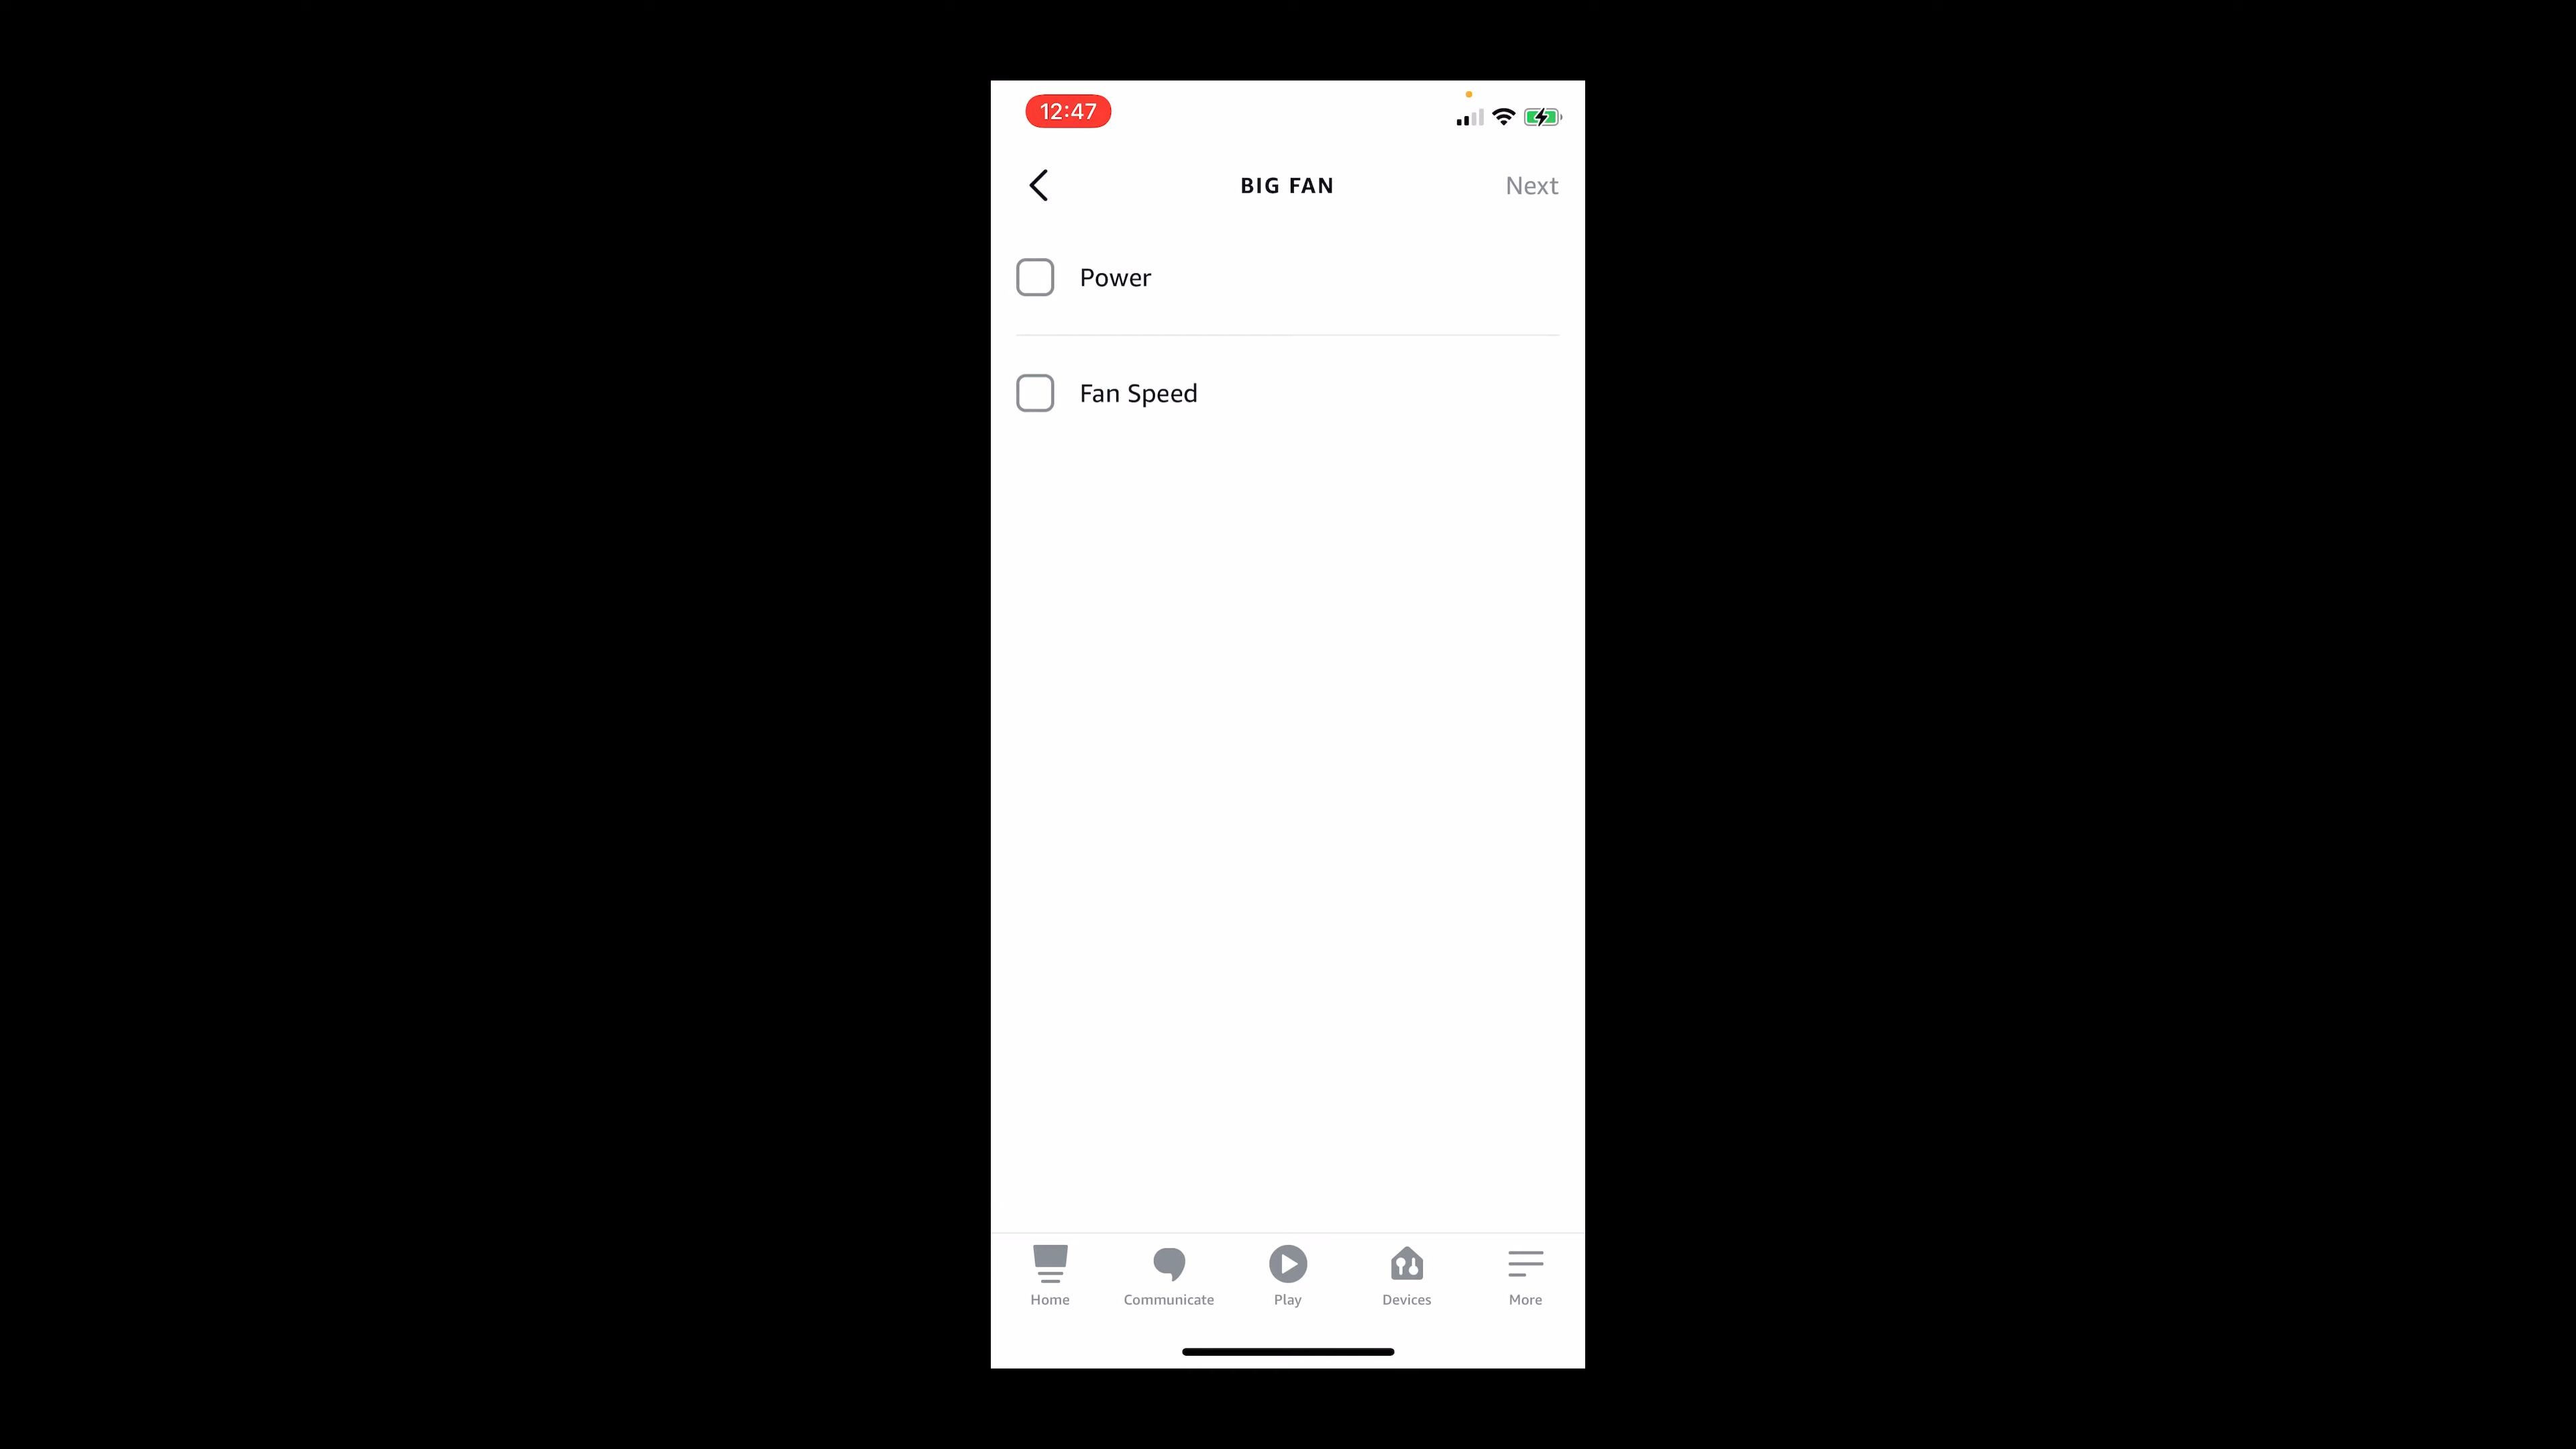 12:47
BIG FAN
Next
Power
Fan Speed
Home
Communicate
Play
Devices
More